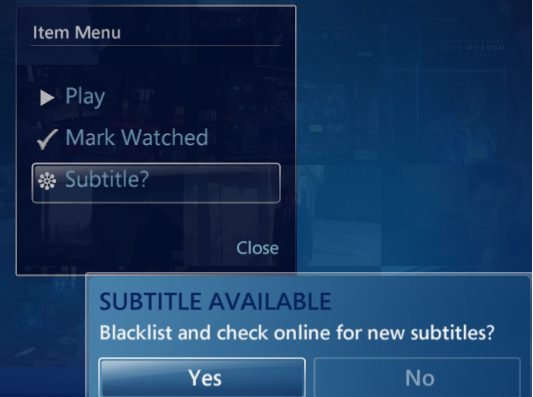 Item Menu
Play
Mark Watched
Subtitle?
Close
SUBTITLE AVAILABLE
Blacklist and check online for new subtitles?
Yes
No